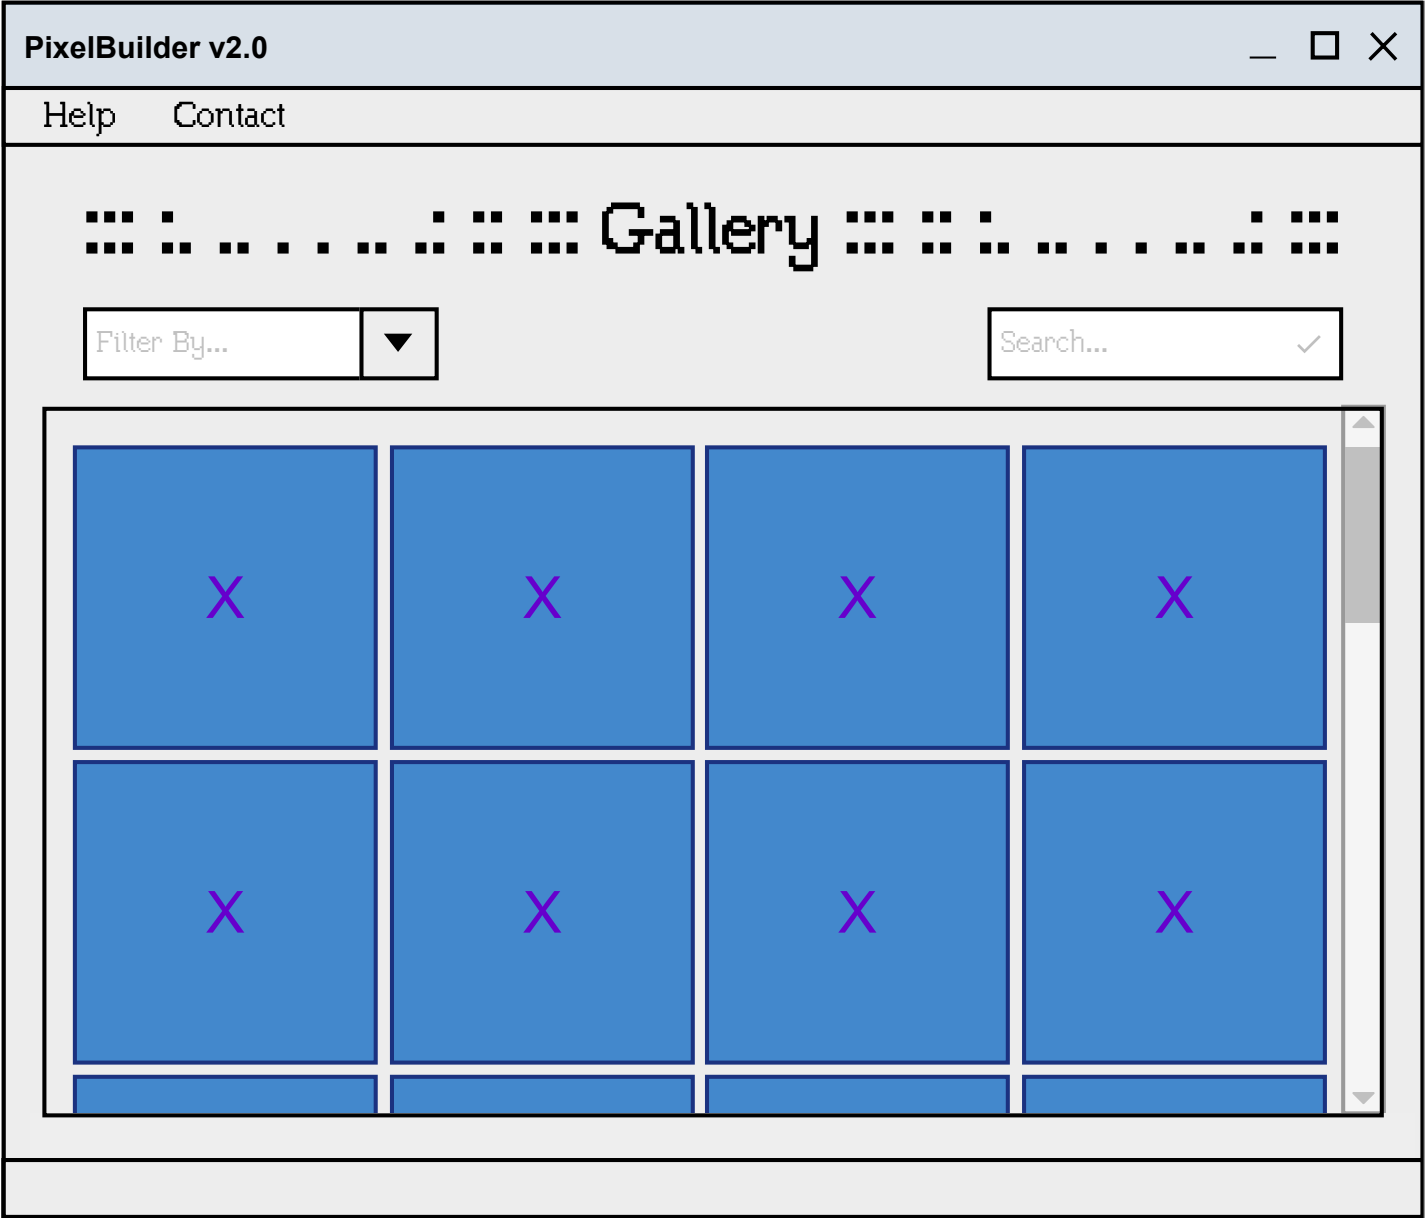 PixelBuilder v2.0
Help Contact
Gallery
Filter By...
Search...
X X X X
X X X X